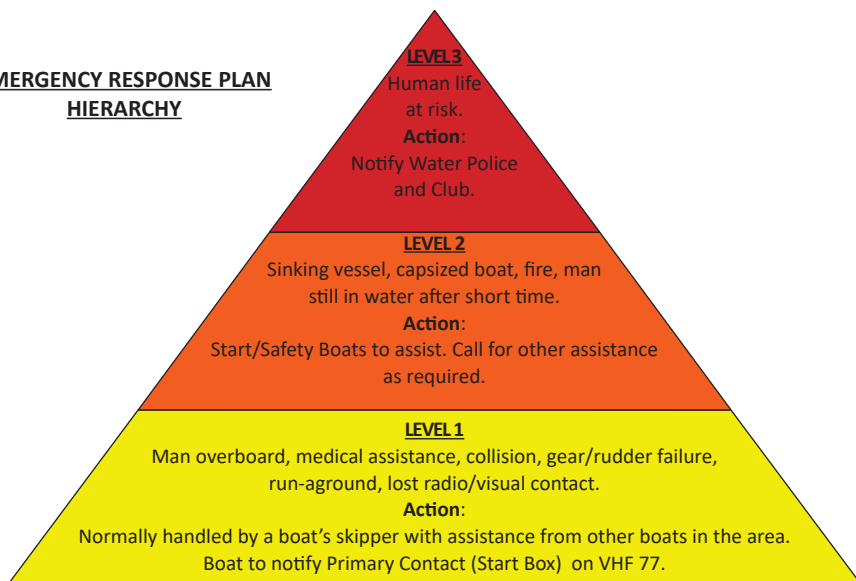 MERGENCY RESPONSE PLAN
HIERARCHY
LEVEL 3
Human life
at risk.
Action:
Notify Water Police
and Club.
LEVEL 2
Sinking vessel, capsized boat, fire, man
still in water after short time.
Action:
Start/Safety Boats to assist. Call for other assistance
as required.
LEVEL 1
Man overboard, medical assistance, collision, gear/rudder failure,
run-aground, lost radio/visual contact.
Action:
Normally handled by a boat’s skipper with assistance from other boats in the area.
Boat to notify Primary Contact (Start Box) on VHF 77.